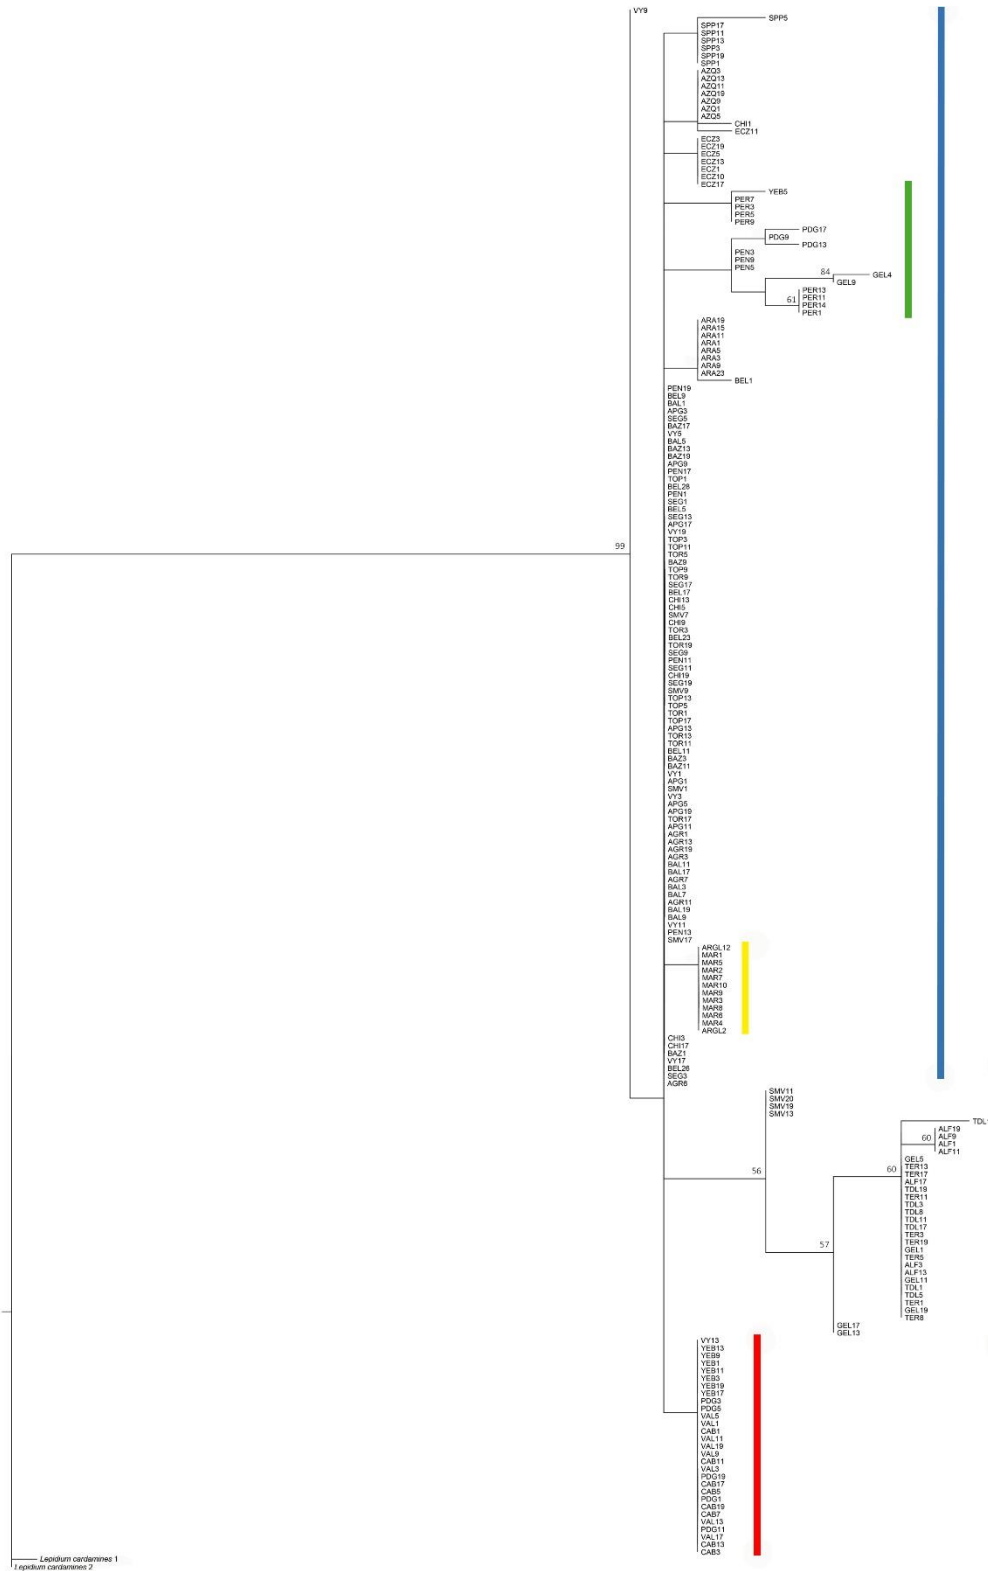 VY9
SPP5
SPP17
SPP11
SPP13
SPP3
SPP19
SPP1
AZQ3
AZQ13
AZQ11
AZQ19
AZQ9
AZQ1
AZQ5
CHI1
ECZ11
ECZ3
ECZ19
ECZ5
ECZ13
ECZ1
ECZ10
ECZ17
YEB5
PER7
PER3
PER5
PER9
PDG17
PDG9
PDG13
PEN3
PEN9
PEN5
84
GEL4
GEL9
PER13
61
PER11
PER14
PER1
ARA19
ARA15
ARA11
ARA1
ARA5
ARA3
ARA9
ARA23
BEL1
PEN19
BEL9
BAL1
APG3
SEG5
BAZ17
VY5
BAL5
BAZ13
BAZ19
APG9
PEN17
TOP1
BEL28
PEN1
SEG1
BEL5
SEG13
APG17
VY19
TOP3
99
TOP11
TOR5
BAZ9
TOP9
TOR9
SEG17
BEL17
CHI13
CHI5
SMV7
CHI9
TOR3
BEL23
TOR19
SEG9
PEN11
SEG11
CHI19
SEG19
SMV9
TOP13
TOP5
TOR1
TOP17
APG13
TOR13
TOR11
BEL11
BAZ3
BAZ11
VY1
APG1
SMV1
VY3
APG5
APG19
TOR17
APG11
AGR1
AGR13
AGR19
AGR3
BAL11
BAL17
AGR7
BAL3
BAL7
AGR11
BAL19
BAL9
VY11
PEN13
SMV17
ARGL12
MAR1
MAR5
MAR2
MAR7
MAR10
MAR9
MAR3
MAR8
MAR6
MAR4
ARGL2
CHI3
CHI17
BAZ1
VY17
BEL26
SEG3
AGR6
SMV11
SMV20
SMV19
SMV13
TDL
ALF19
60
ALF9
ALF1
ALF11
GEL5
56
60
TER13
TER17
ALF17
TDL19
TER11
TDL3
TDL8
TDL11
TDL17
TER3
TER19
57
GEL1
TER5
ALF3
ALF13
GEL11
TDL1
TDL5
TER1
GEL19
TER8
GEL17
GEL13
VY13
YEB13
YEB9
YEB1
YEB11
YEB3
YEB19
YEB17
PDG3
PDG5
VAL5
VAL1
CAB1
VAL11
VAL19
VAL9
CAB11
VAL3
PDG19
CAB17
CAB5
PDG1
CAB19
CAB7
VAL13
PDG11
VAL17
CAB13
CAB3
Lepidium cardamines 1
Lepidium cardamines 2